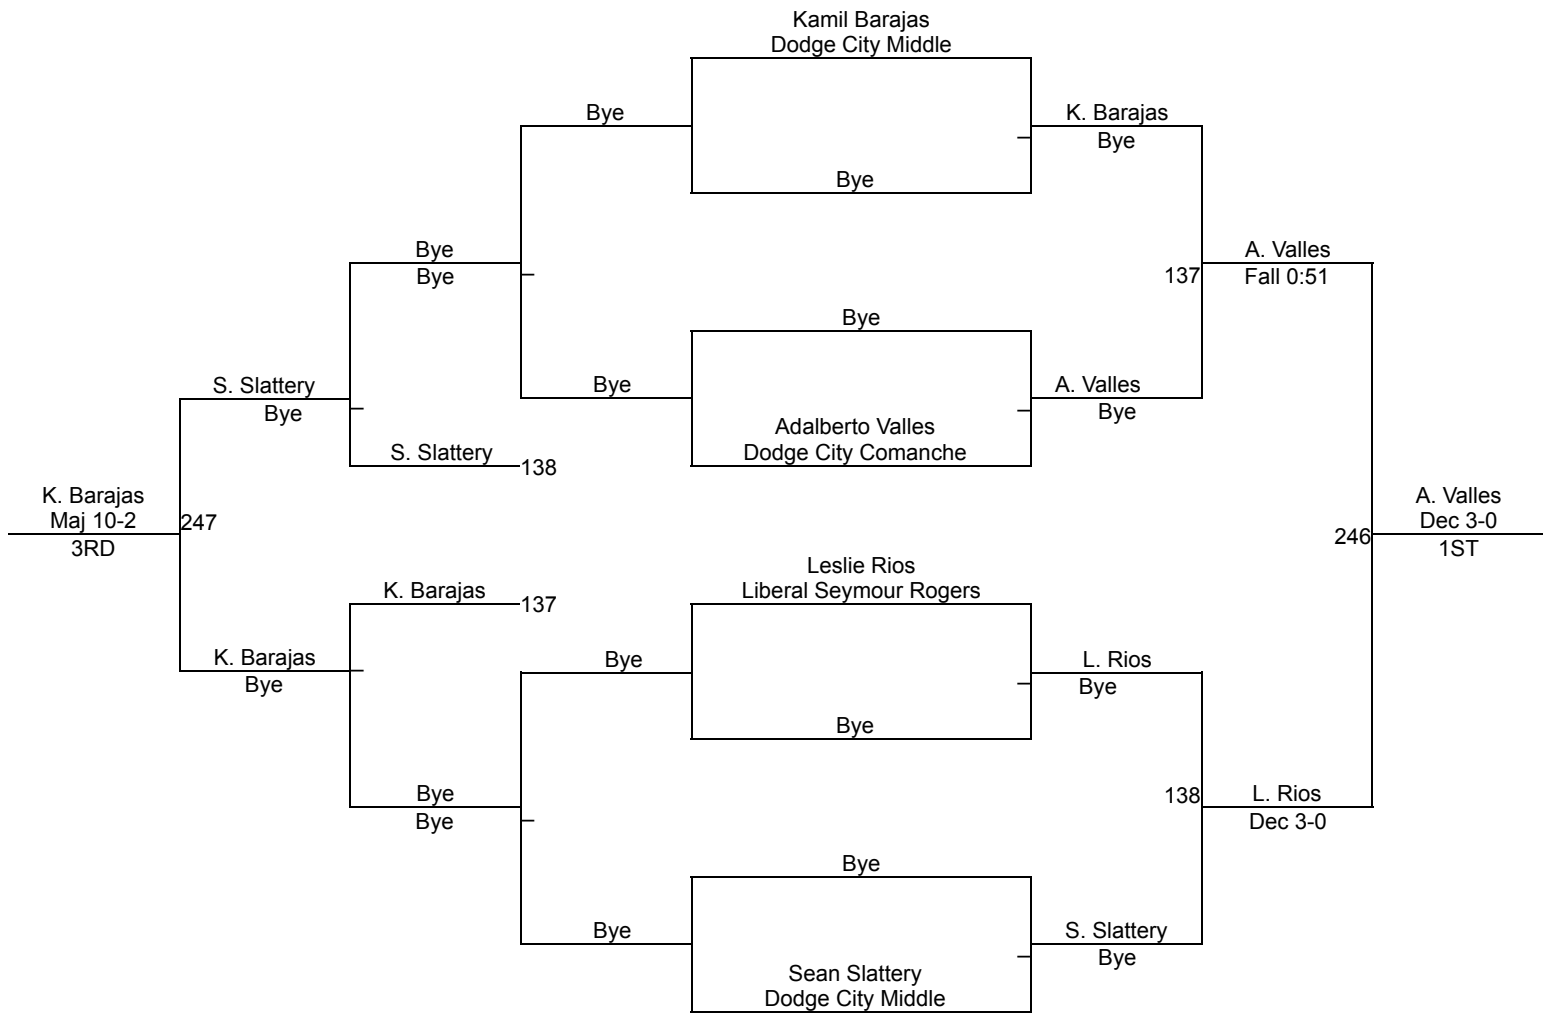 Kamil Barajas
Dodge City Middle
Bye
K. Barajas
Bye
Bye
Bye
Bye
A. Valles
137
Fall 0:51
Bye
S. Slattery
Bye
Bye
A. Valles
Bye
Adalberto Valles
Dodge City Comanche
S. Slattery
138
K. Barajas
Maj 10-2
247
3RD
A. Valles
Dec 3-0
246
1ST
Leslie Rios
Liberal Seymour Rogers
K. Barajas
137
K. Barajas
Bye
Bye
L. Rios
Bye
Bye
Bye
Bye
138
L. Rios
Dec 3-0
Bye
Bye
S. Slattery
Bye
Sean Slattery
Dodge City Middle